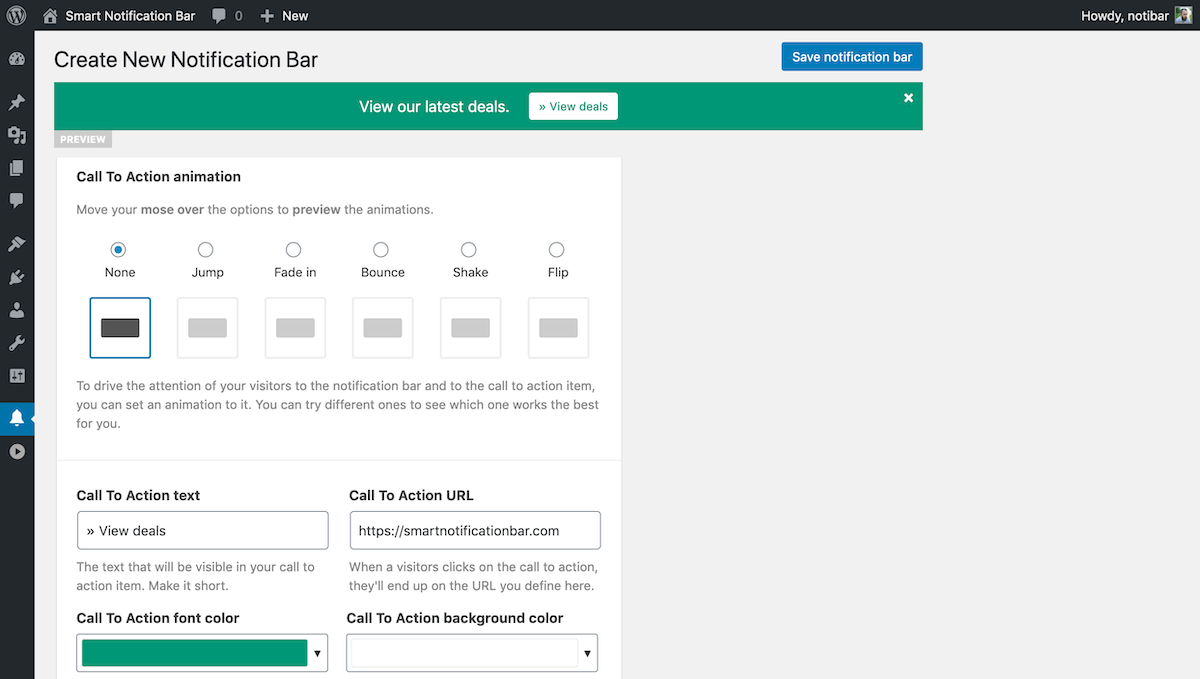 Smart Notification Bar 0 New Howdy, notibar
Create New Notification Bar Save notification bar
View our latest deals. » View deals
PREVIEW
Call To Action animation
Move your mose over the options to preview the animations.
None Jump Fade in Bounce Shake Flip
To drive the attention of your visitors to the notification bar and to the call to action item,
you can set an animation to it. You can try different ones to see which one works the best
for you.
Call To Action text Call To Action URL
» View deals https://smartnotificationbar.com
The text that will be visible in your call to When a visitors clicks on the call to action,
action item. Make it short. they'll end up on the URL you define here.
Call To Action font color Call To Action background color